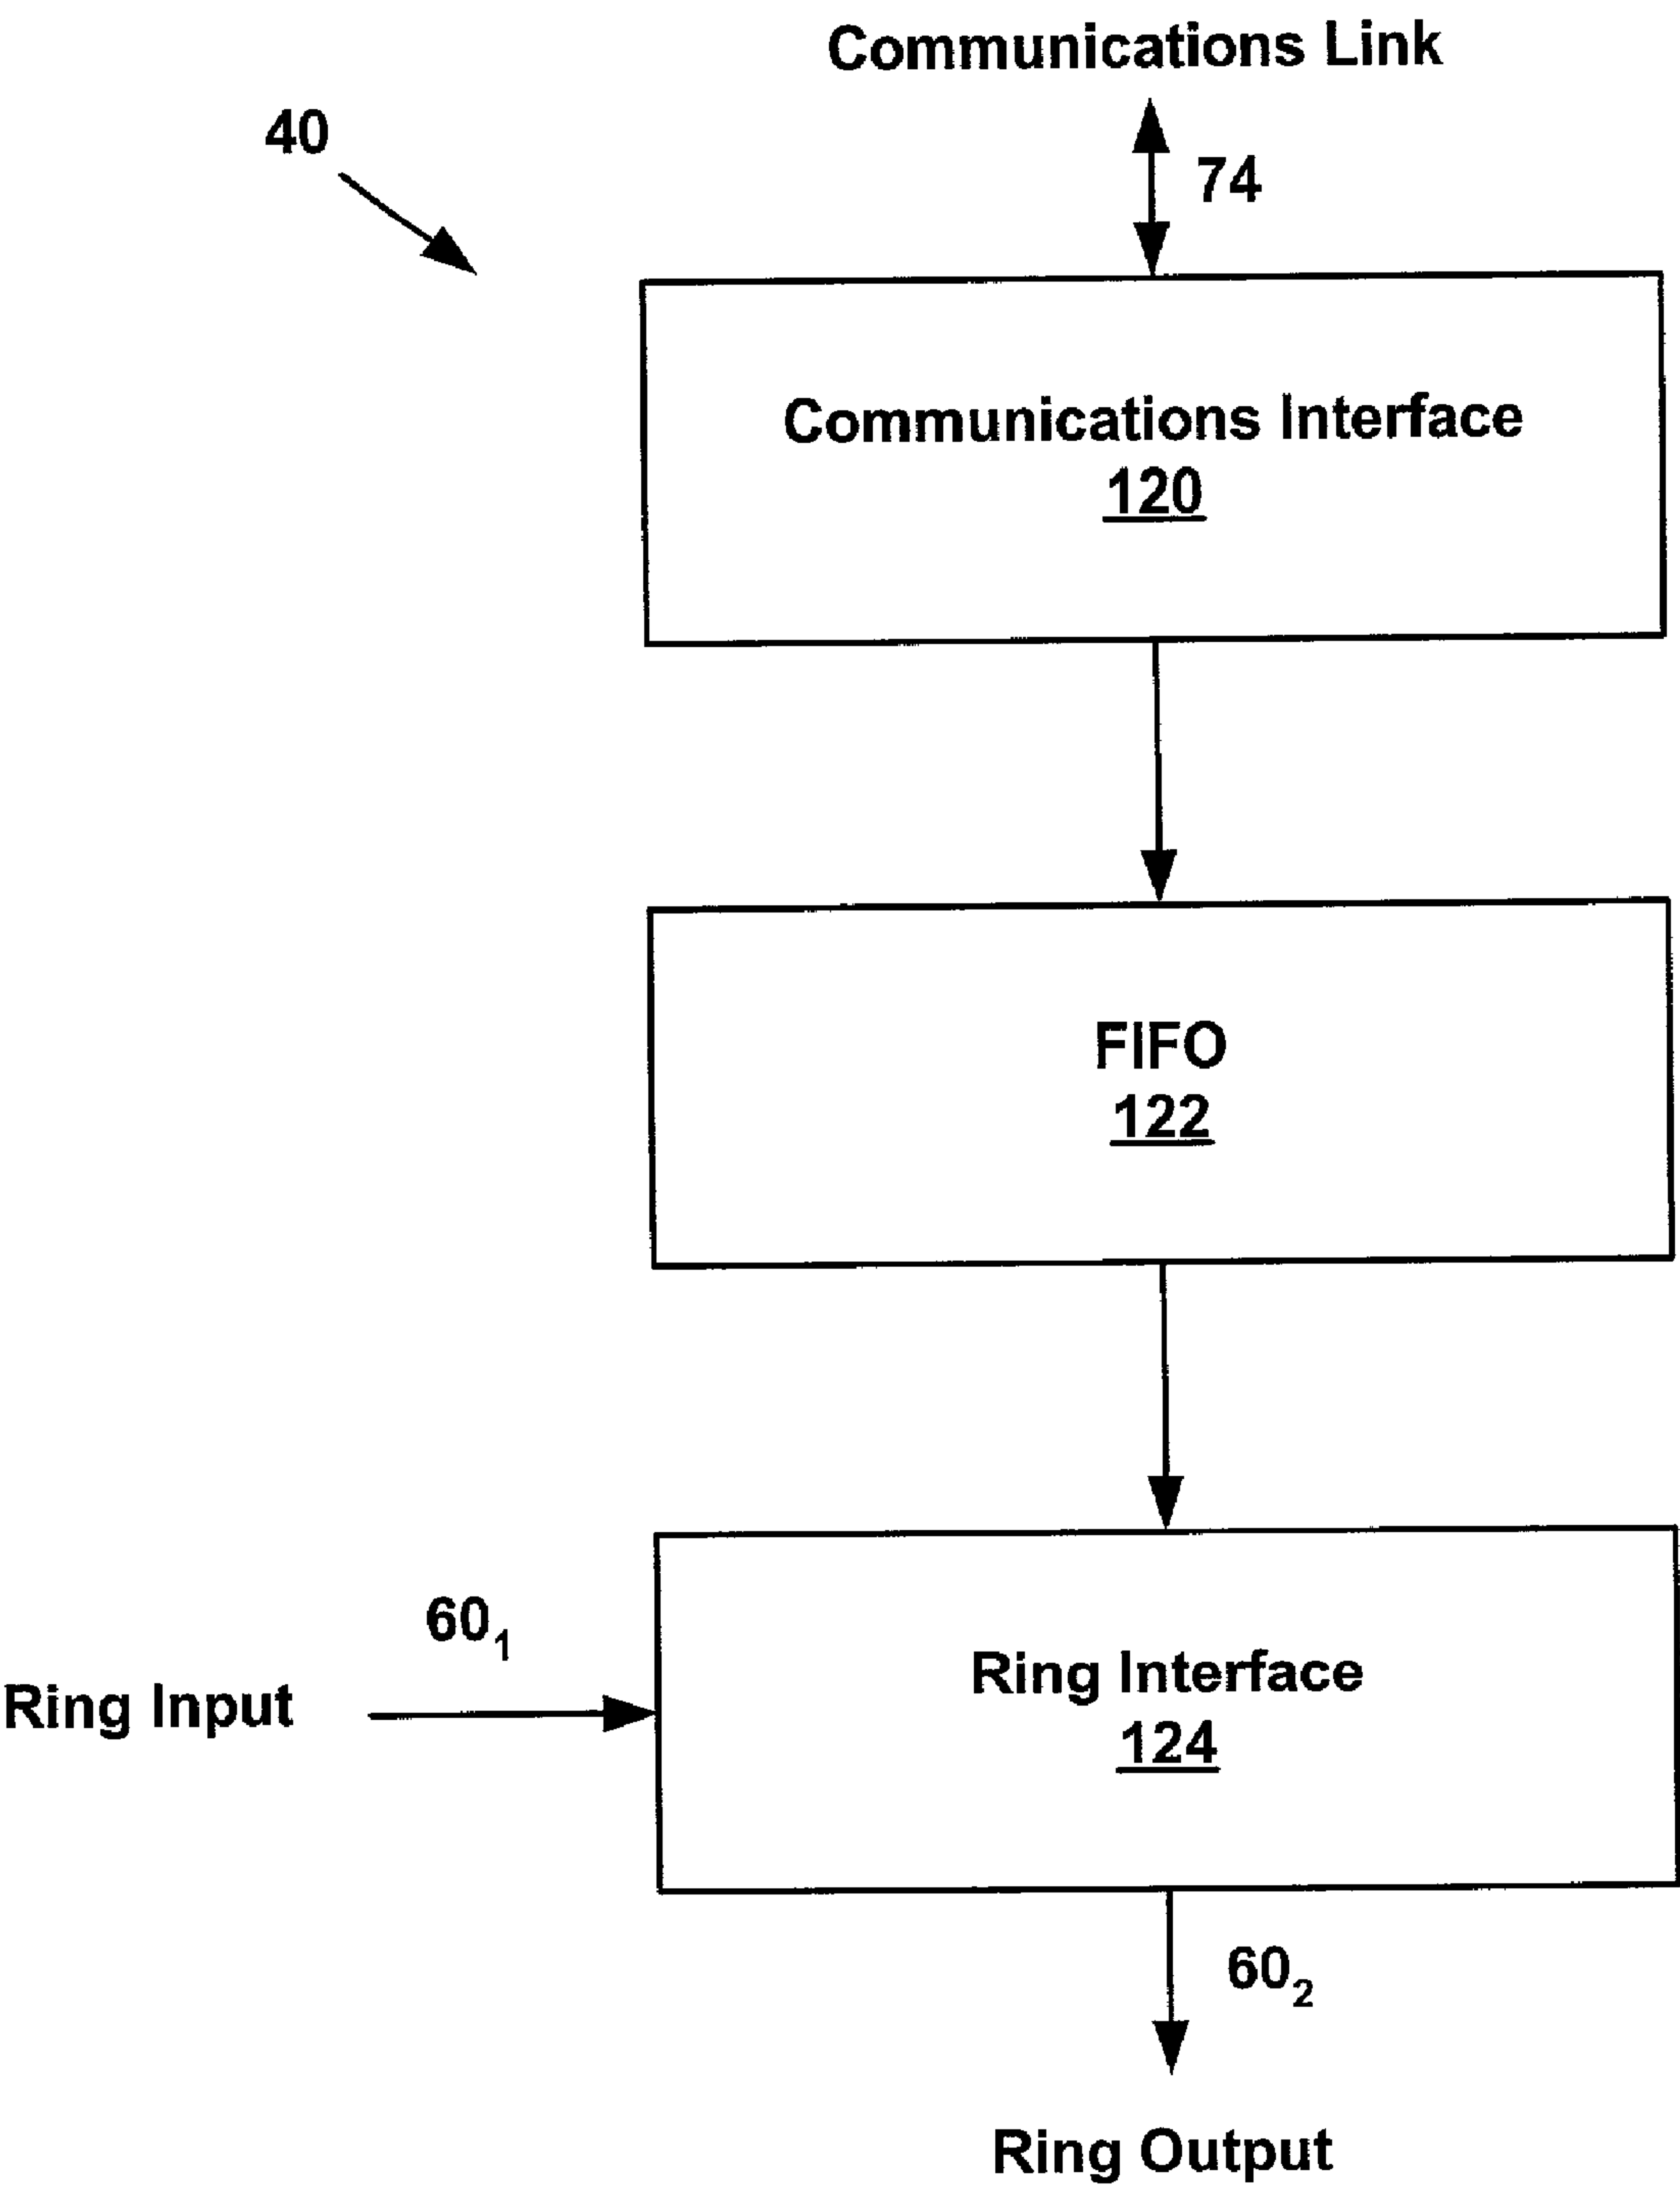 Communications Link
40
74
Communications Interface
120
FIFO
122
60₁
Ring Input
Ring Interface
124
60₂
Ring Output